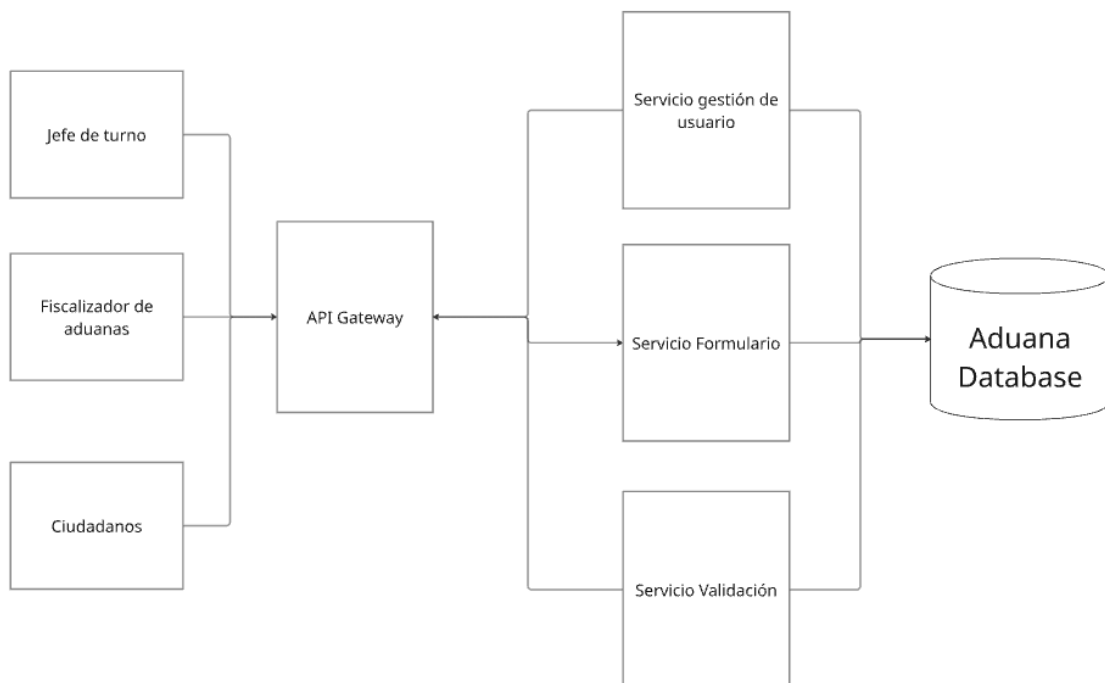 Jefe de turno
Fiscalizador de
aduanas
Ciudadanos
API Gateway
Servicio gestión de
usuario
Servicio Formulario
Servicio Validación
Aduana
Database